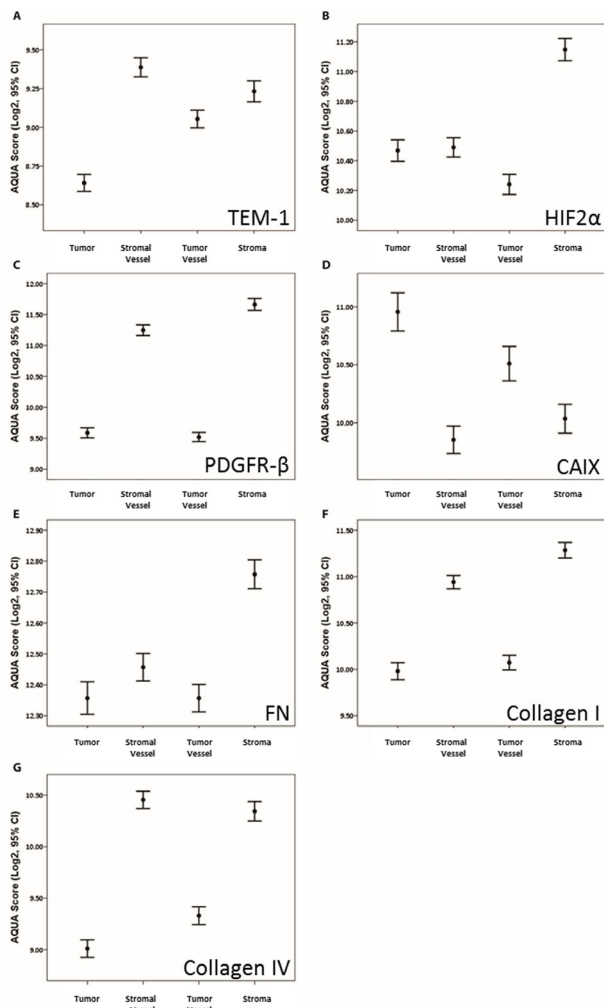 A
AQUA Score (Log2, 95% CI)
9.50
9.25
9.00
8.75
8.50
TEM-1
Tumor Stromal Vessel Tumor Vessel Stroma
B
AQUA Score (Log2, 95% CI)
11.20
11.00
10.80
10.60
10.40
10.20
10.00
HIF2α
Tumor Stromal Vessel Tumor Vessel Stroma
C
AQUA Score (Log2, 95% CI)
12.00
11.50
11.00
10.50
10.00
9.50
9.00
PDGFR-β
Tumor Stromal Vessel Tumor Vessel Stroma
D
AQUA Score (Log2, 95% CI)
11.00
10.50
10.00
CAIX
Tumor Stromal Vessel Tumor Vessel Stroma
E
AQUA Score (Log2, 95% CI)
12.90
12.80
12.70
12.60
12.50
12.40
12.30
FN
Tumor Stromal Vessel Tumor Vessel Stroma
F
AQUA Score (Log2, 95% CI)
11.50
11.00
10.50
10.00
9.50
Collagen I
Tumor Stromal Vessel Tumor Vessel Stroma
G
AQUA Score (Log2, 95% CI)
10.50
10.00
9.50
9.00
Collagen IV
Tumor Stromal Tumor Stroma